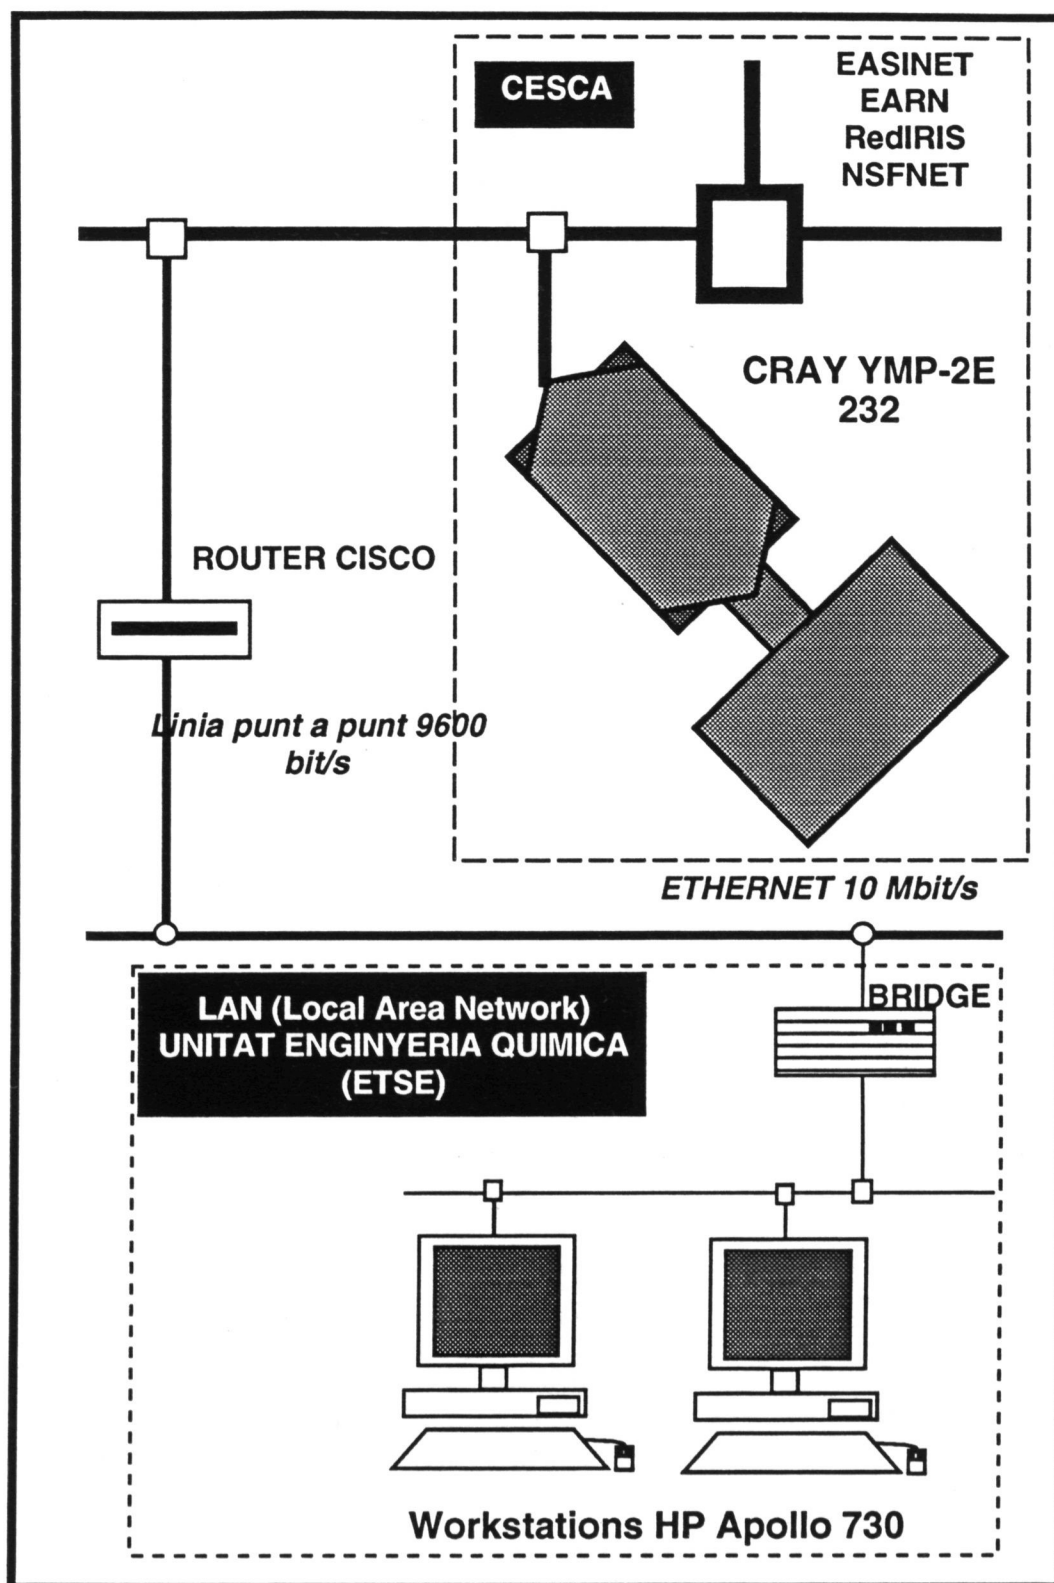 CESCA
EASINET
EARN
RedIRIS
NSFNET
CRAY YMP-2E
232
ROUTER CISCO
Linia punt a punt 9600
bit/s
ETHERNET 10 Mbit/s
LAN (Local Area Network)
UNITAT ENGINYERIA QUIMICA
(ETSE)
BRIDGE
Workstations HP Apollo 730